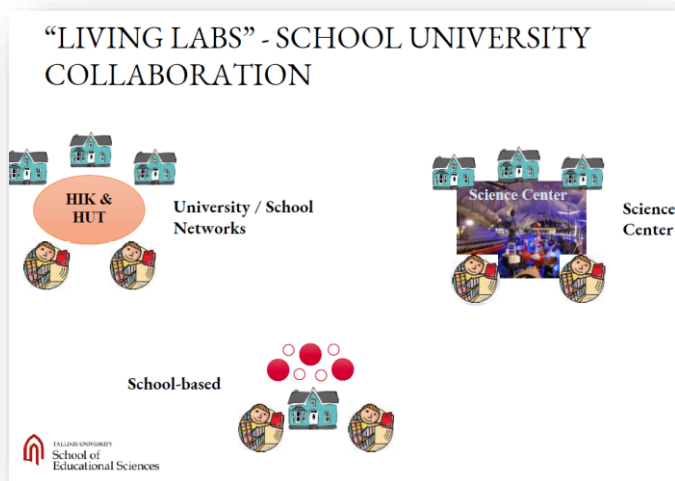 “LIVING LABS” - SCHOOL UNIVERSITY
COLLABORATION
HIK &
HUT
University / School
Networks
Science Center
Science
Center
School-based
TALLINN UNIVERSITY
School of
Educational Sciences